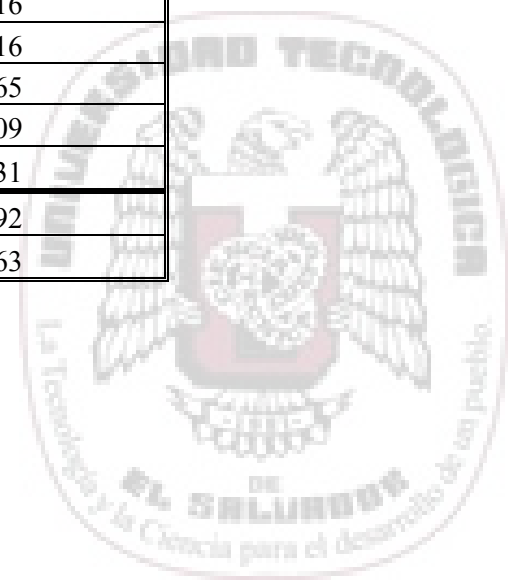 16
16
65
09
31
92
63
UNIVERSIDAD TECNOLOGICA
La Tecnología y la Ciencia para el desarrollo de un pueblo.
DE
EL SALVADOR